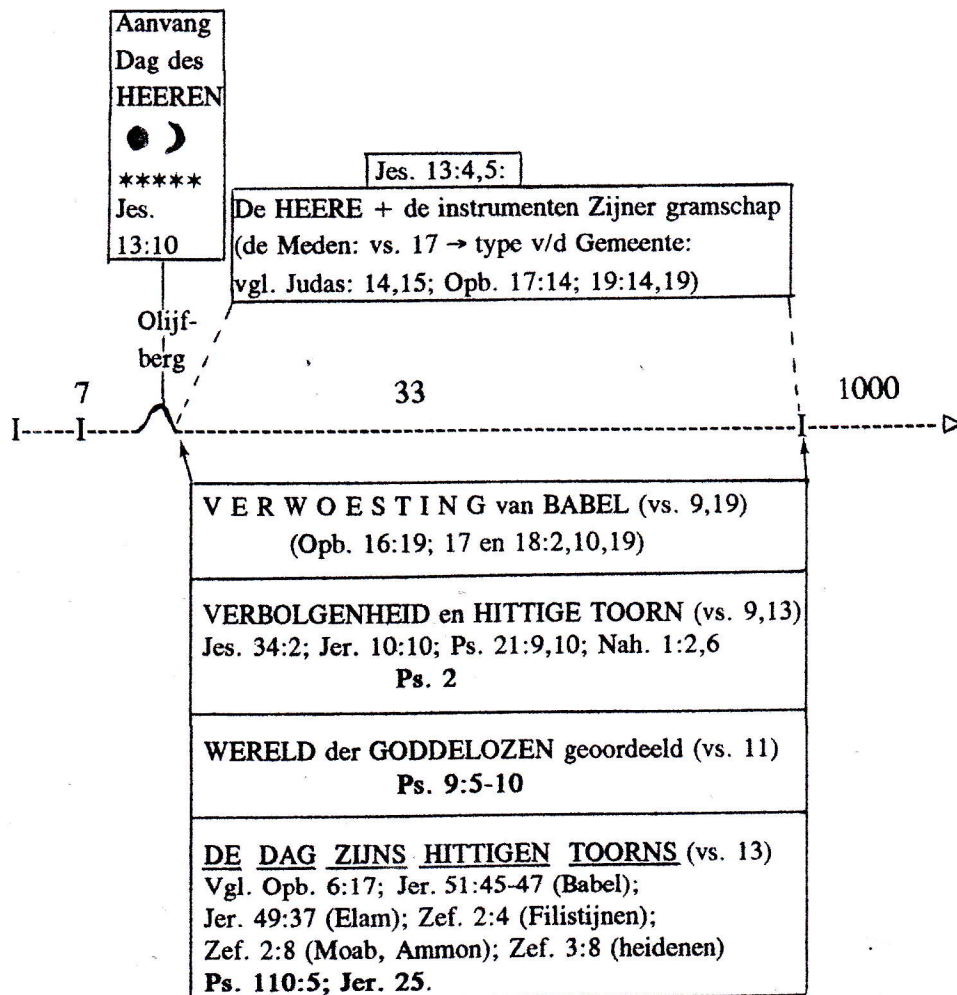 Aanvang
Dag des
HEEREN
*****
Jes.
13:10
Jes. 13:4,5:
De HEERE + de instrumenten Zijner gramschap
(de Meden: vs. 17 → type v/d Gemeente:
vgl. Judas: 14,15; Opb. 17:14; 19:14,19)
Olijf-
berg
7
33
1000
I-----I
I
V E R W O E S T I N G van BABEL (vs. 9,19)
(Opb. 16:19; 17 en 18:2,10,19)
VERBOLGENHEID en HITTIGE TOORN (vs. 9,13)
Jes. 34:2; Jer. 10:10; Ps. 21:9,10; Nah. 1:2,6
Ps. 2
WERELD der GODDELOZEN geoordeeld (vs. 11)
Ps. 9:5-10
DE DAG ZIJNS HITTIGEN TOORNS (vs. 13)
Vgl. Opb. 6:17; Jer. 51:45-47 (Babel);
Jer. 49:37 (Elam); Zef. 2:4 (Filistijnen);
Zef. 2:8 (Moab, Ammon); Zef. 3:8 (heidenen)
Ps. 110:5; Jer. 25.